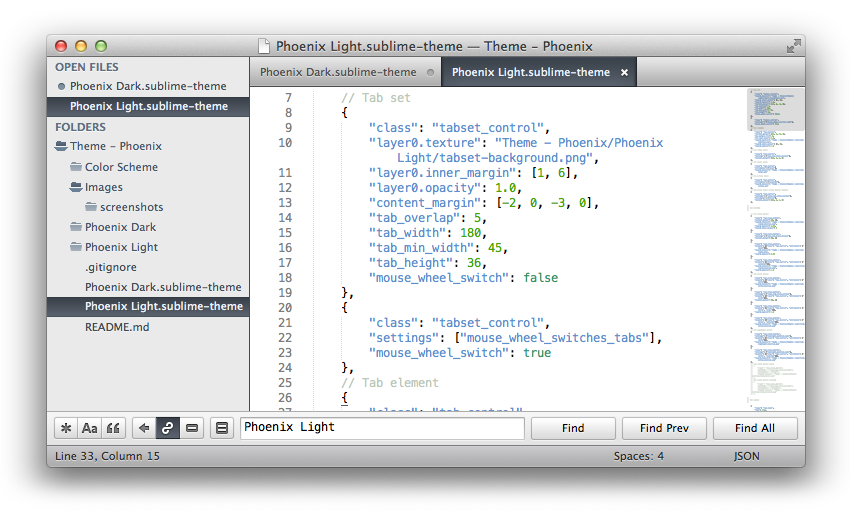 Phoenix Light.sublime-theme — Theme - Phoenix
OPEN FILES
Phoenix Dark.sublime-theme
Phoenix Light.sublime-theme
FOLDERS
Theme - Phoenix
Color Scheme
Images
screenshots
Phoenix Dark
Phoenix Light
.gitignore
Phoenix Dark.sublime-theme
Phoenix Light.sublime-theme
README.md
Phoenix Dark.sublime-theme
Phoenix Light.sublime-theme ×
7 // Tab set
8 {
9 "class": "tabset_control",
10 "layer0.texture": "Theme - Phoenix/Phoenix
Light/tabset-background.png",
11 "layer0.inner_margin": [1, 6],
12 "layer0.opacity": 1.0,
13 "content_margin": [-2, 0, -3, 0],
14 "tab_overlap": 5,
15 "tab_width": 180,
16 "tab_min_width": 45,
17 "tab_height": 36,
18 "mouse_wheel_switch": false
19 },
20 {
21 "class": "tabset_control",
22 "settings": ["mouse_wheel_switches_tabs"],
23 "mouse_wheel_switch": true
24 },
25 // Tab element
26 {
27 "class": "tab_control"
Aa
Phoenix Light
Find
Find Prev
Find All
Line 33, Column 15
Spaces: 4
JSON